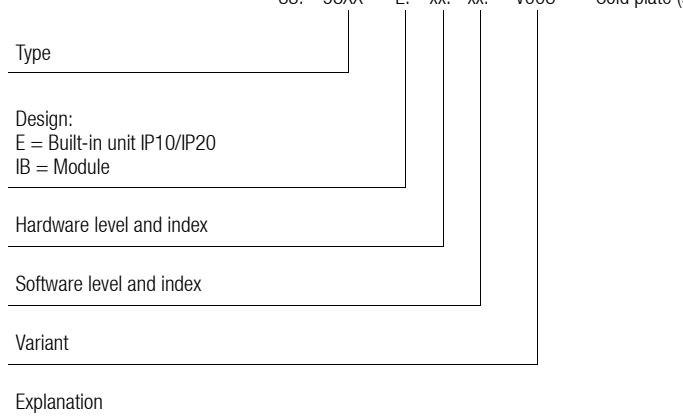 Type
Design:
E = Built-in unit IP10/IP20
IB = Module
Hardware level and index
Software level and index
Variant
Explanation